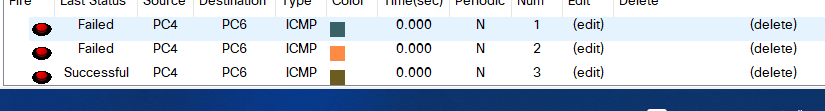 Fire Last Status Source Destination Type Color Time(sec) Periodic Num Edit Delete
Failed PC4 PC6 ICMP 0.000 N 1 (edit) (delete)
Failed PC4 PC6 ICMP 0.000 N 2 (edit) (delete)
Successful PC4 PC6 ICMP 0.000 N 3 (edit) (delete)